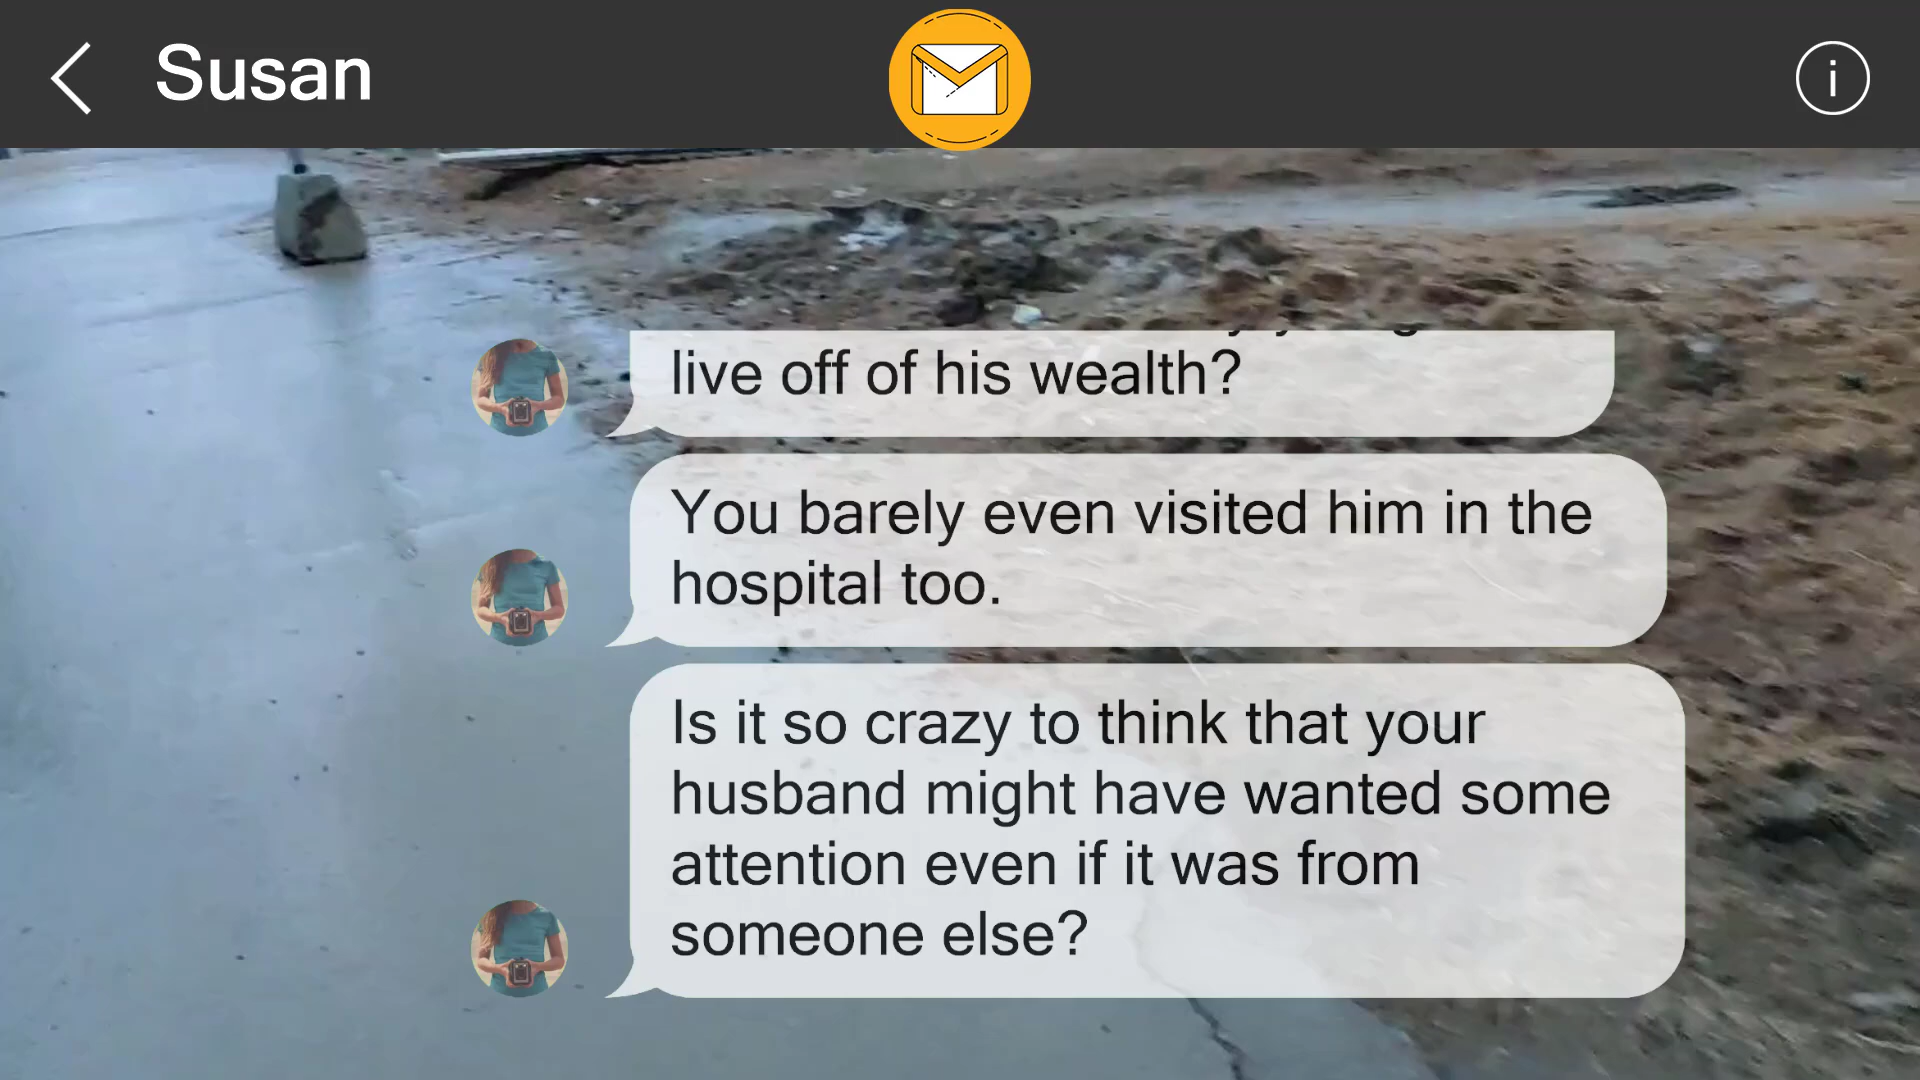 Susan
live off of his wealth?
You barely even visited him in the
hospital too.
Is it so crazy to think that your
husband might have wanted some
attention even if it was from
someone else?